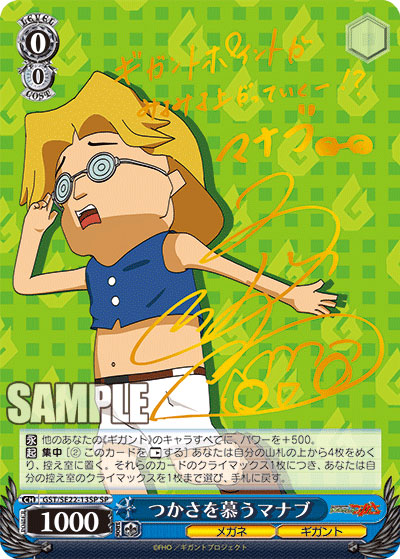 LEVEL
0
0
COST
ギガントポイントが
みるみる上がっていくー!?
マナブ
SAMPLE
永 他のあなたの《ギガント》のキャラすべてに、パワーを+500。
起 集中 [② このカードを する] あなたは自分の山札の上から4枚をめく
り、控え室に置く。それらのカードのクライマックス1枚につき、あなたは自
分の控え室のクライマックスを1枚まで選び、手札に戻す。
CH GST/SE22-13SP SP
POWER
1000
つかさを慕うマナブ
メガネ
ギガント
©FHO/ギガントプロジェクト